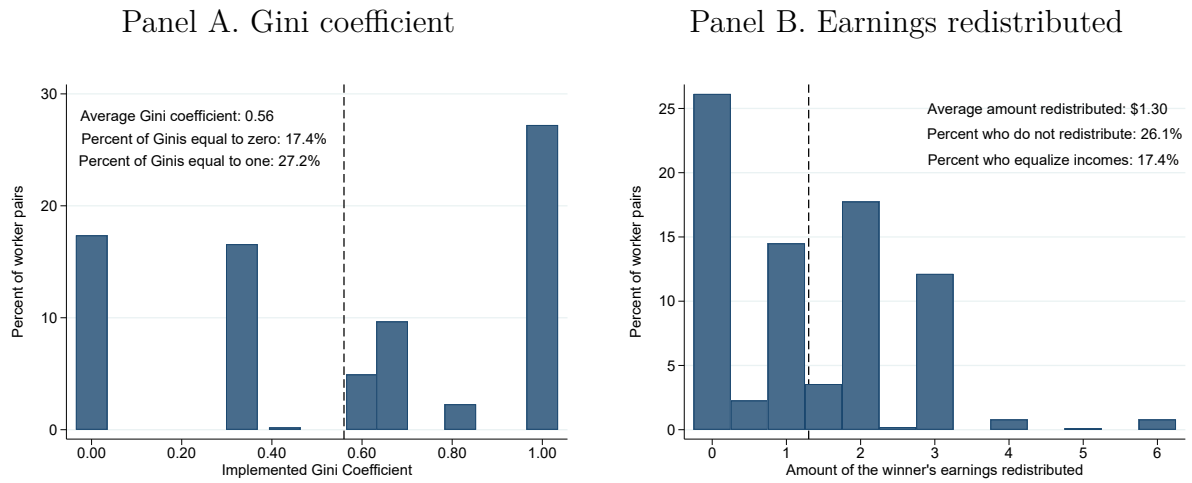 Panel A. Gini coefficient
Average Gini coefficient: 0.56
Percent of Ginis equal to zero: 17.4%
Percent of Ginis equal to one: 27.2%
Percent of worker pairs
30
20
10
0
0.00 0.20 0.40 0.60 0.80 1.00
Implemented Gini Coefficient
Panel B. Earnings redistributed
Average amount redistributed: $1.30
Percent who do not redistribute: 26.1%
Percent who equalize incomes: 17.4%
Percent of worker pairs
25
20
15
10
5
0
0 1 2 3 4 5 6
Amount of the winner's earnings redistributed